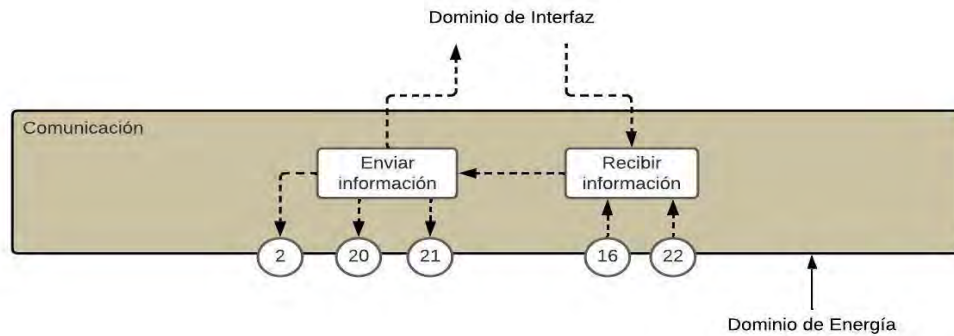 Dominio de Interfaz
Comunicación
Enviar
información
Recibir
información
2
20
21
16
22
Dominio de Energía